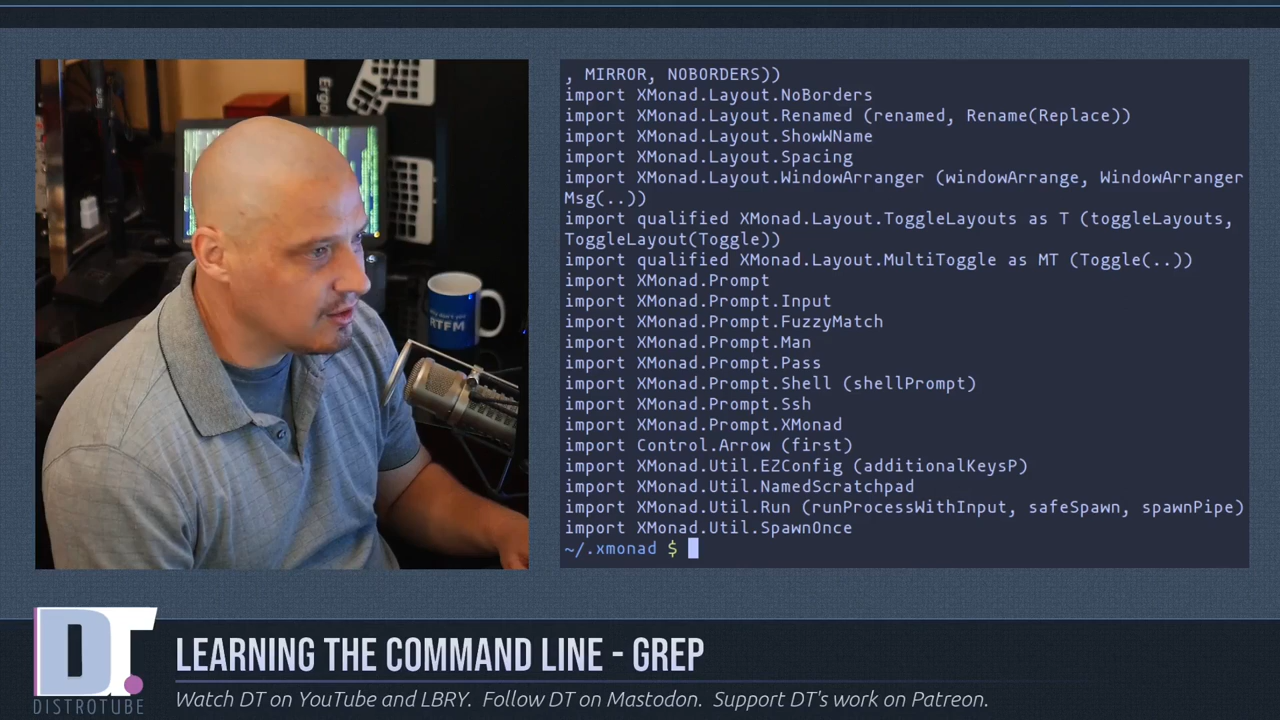 Ergo
Why don't you
RTFM
, MIRROR, NOBORDERS))
import XMonad.Layout.NoBorders
import XMonad.Layout.Renamed (renamed, Rename(Replace))
import XMonad.Layout.ShowWName
import XMonad.Layout.Spacing
import XMonad.Layout.WindowArranger (windowArrange, WindowArranger
Msg(..))
import qualified XMonad.Layout.ToggleLayouts as T (toggleLayouts,
ToggleLayout(Toggle))
import qualified XMonad.Layout.MultiToggle as MT (Toggle(..))
import XMonad.Prompt
import XMonad.Prompt.Input
import XMonad.Prompt.FuzzyMatch
import XMonad.Prompt.Man
import XMonad.Prompt.Pass
import XMonad.Prompt.Shell (shellPrompt)
import XMonad.Prompt.Ssh
import XMonad.Prompt.XMonad
import Control.Arrow (first)
import XMonad.Util.EZConfig (additionalKeysP)
import XMonad.Util.NamedScratchpad
import XMonad.Util.Run (runProcessWithInput, safeSpawn, spawnPipe)
import XMonad.Util.SpawnOnce
~/.xmonad $
DT
DISTROTUBE
LEARNING THE COMMAND LINE - GREP
Watch DT on YouTube and LBRY. Follow DT on Mastodon. Support DT's work on Patreon.